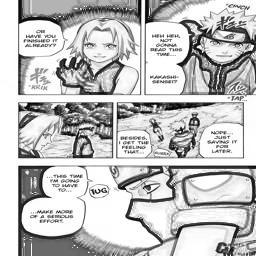 OR
HAVE YOU
FINISHED IT
ALREADY?
HEH HEH,
NOT
GONNA
READ THIS
TIME...
KAKASHI-
SENSEI?
TAP
NOPE...
JUST
SAVING IT
FOR
LATER.
BESIDES,
I GET THE
FEELING
THAT...
...THIS TIME
I'M GOING
TO HAVE
TO...
TUG
...MAKE MORE
OF A SERIOUS
EFFORT.